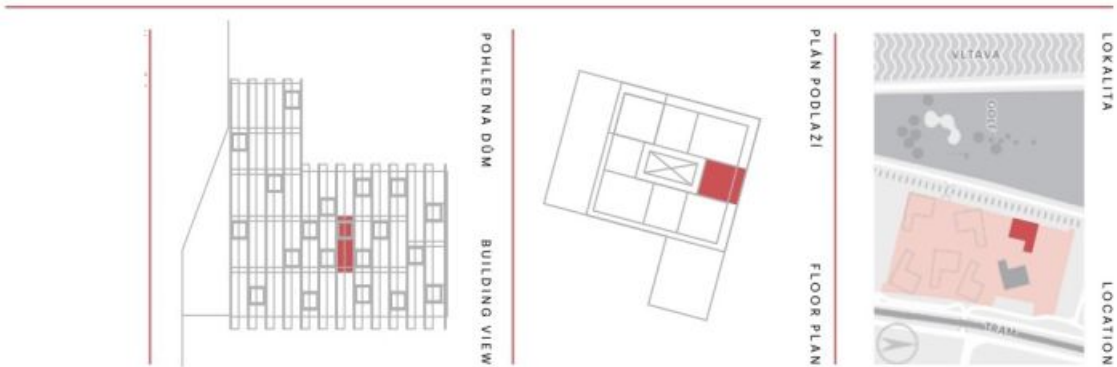 POHLED NA DŮM
BUILDING VIEW
PLÁN PODLAŽÍ
FLOOR PLAN
LOKALITA
LOCATION
VLTAVA
GOLF
TRAM